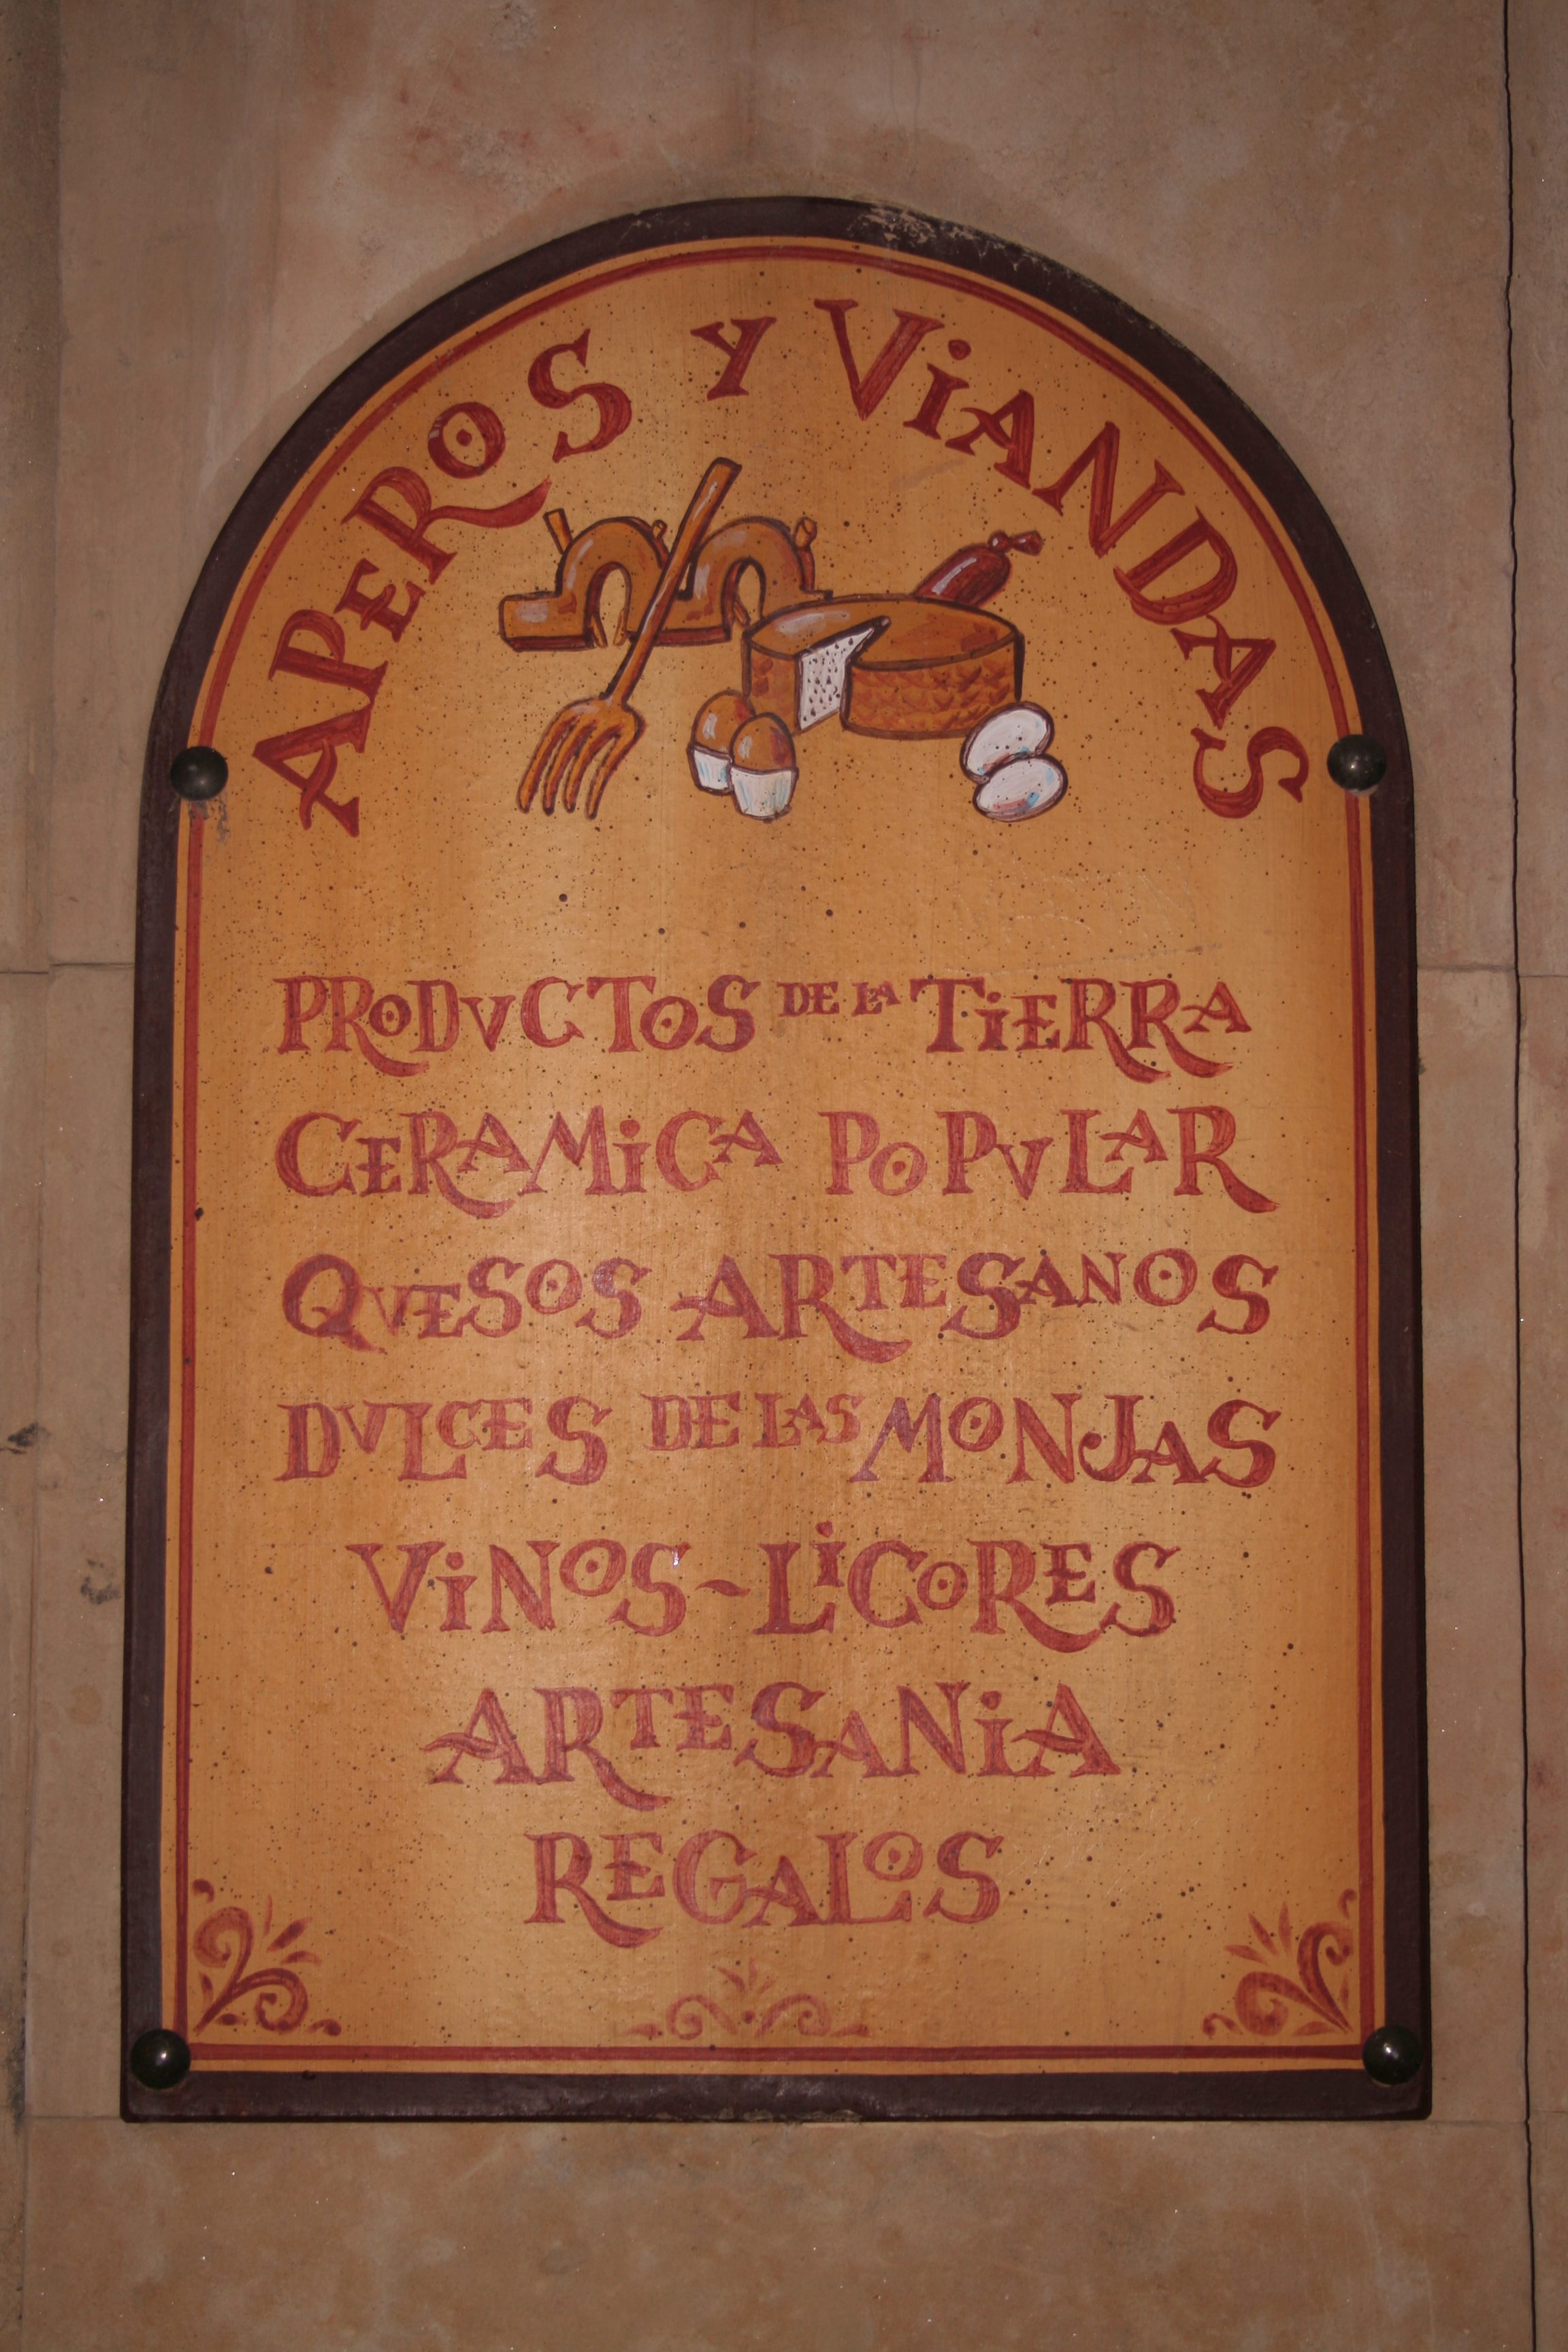 APEROS Y ViANDAS
PRODVCTOS DE LA TiERRA
CERAMiCA POPVLAR
QVESOS ARTESANOS
DVLCES DE LAS MONJAS
ViNOS-LiCORES
ARTESANiA
REGALOS